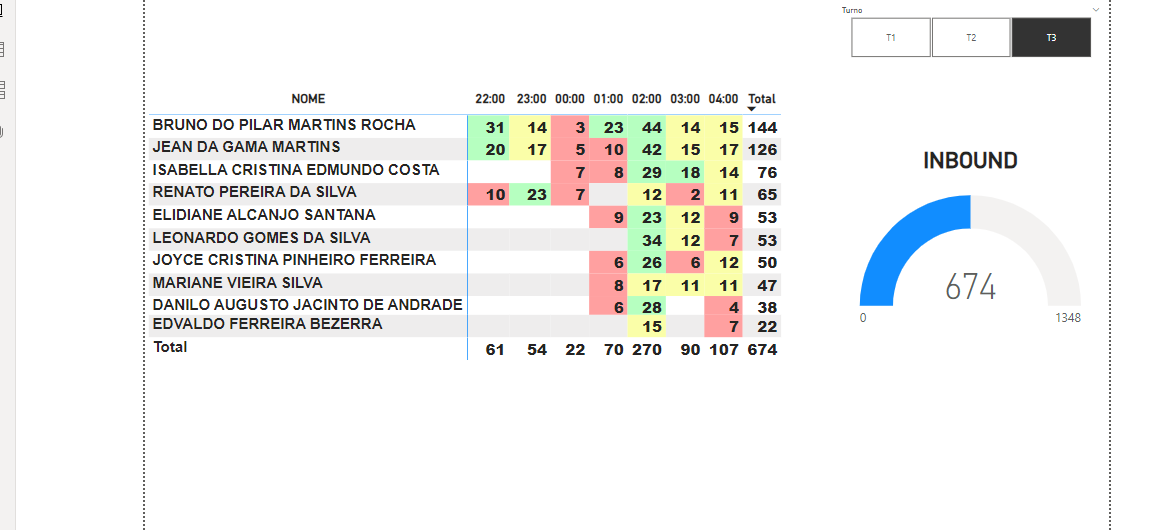 Turno
T1 T2 T3
NOME 22:00 23:00 00:00 01:00 02:00 03:00 04:00 Total
BRUNO DO PILAR MARTINS ROCHA 31 14 3 23 44 14 15 144
JEAN DA GAMA MARTINS 20 17 5 10 42 15 17 126
ISABELLA CRISTINA EDMUNDO COSTA 7 8 29 18 14 76
RENATO PEREIRA DA SILVA 10 23 7 12 2 11 65
ELIDIANE ALCANJO SANTANA 9 23 12 9 53
LEONARDO GOMES DA SILVA 34 12 7 53
JOYCE CRISTINA PINHEIRO FERREIRA 6 26 6 12 50
MARIANE VIEIRA SILVA 8 17 11 11 47
DANILO AUGUSTO JACINTO DE ANDRADE 6 28 4 38
EDVALDO FERREIRA BEZERRA 15 7 22
Total 61 54 22 70 270 90 107 674
INBOUND
674
0 1348